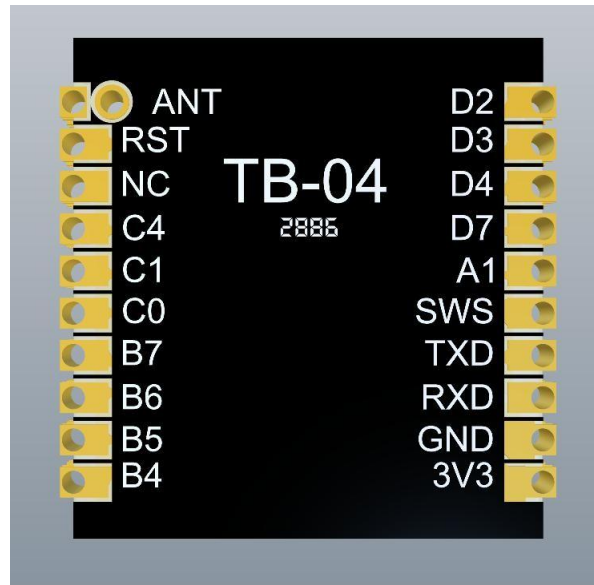 ANT D2
RST D3
NC TB-04 D4
C4 2886 D7
C1 A1
C0 SWS
B7 TXD
B6 RXD
B5 GND
B4 3V3